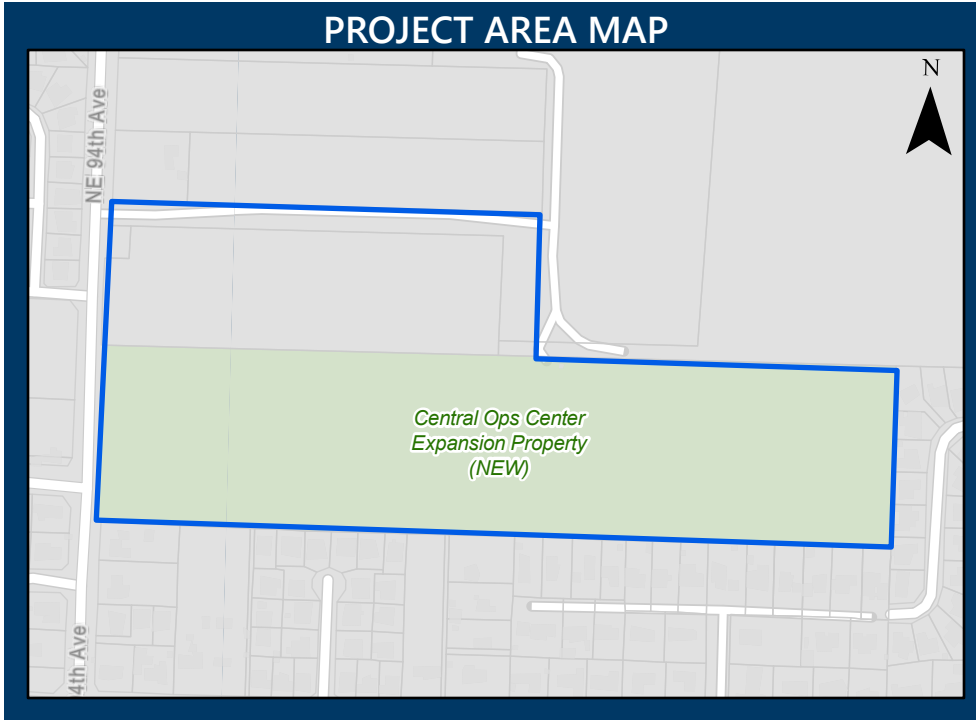 PROJECT AREA MAP
N
NE 94th Ave
Central Ops Center
Expansion Property
(NEW)
4th Ave